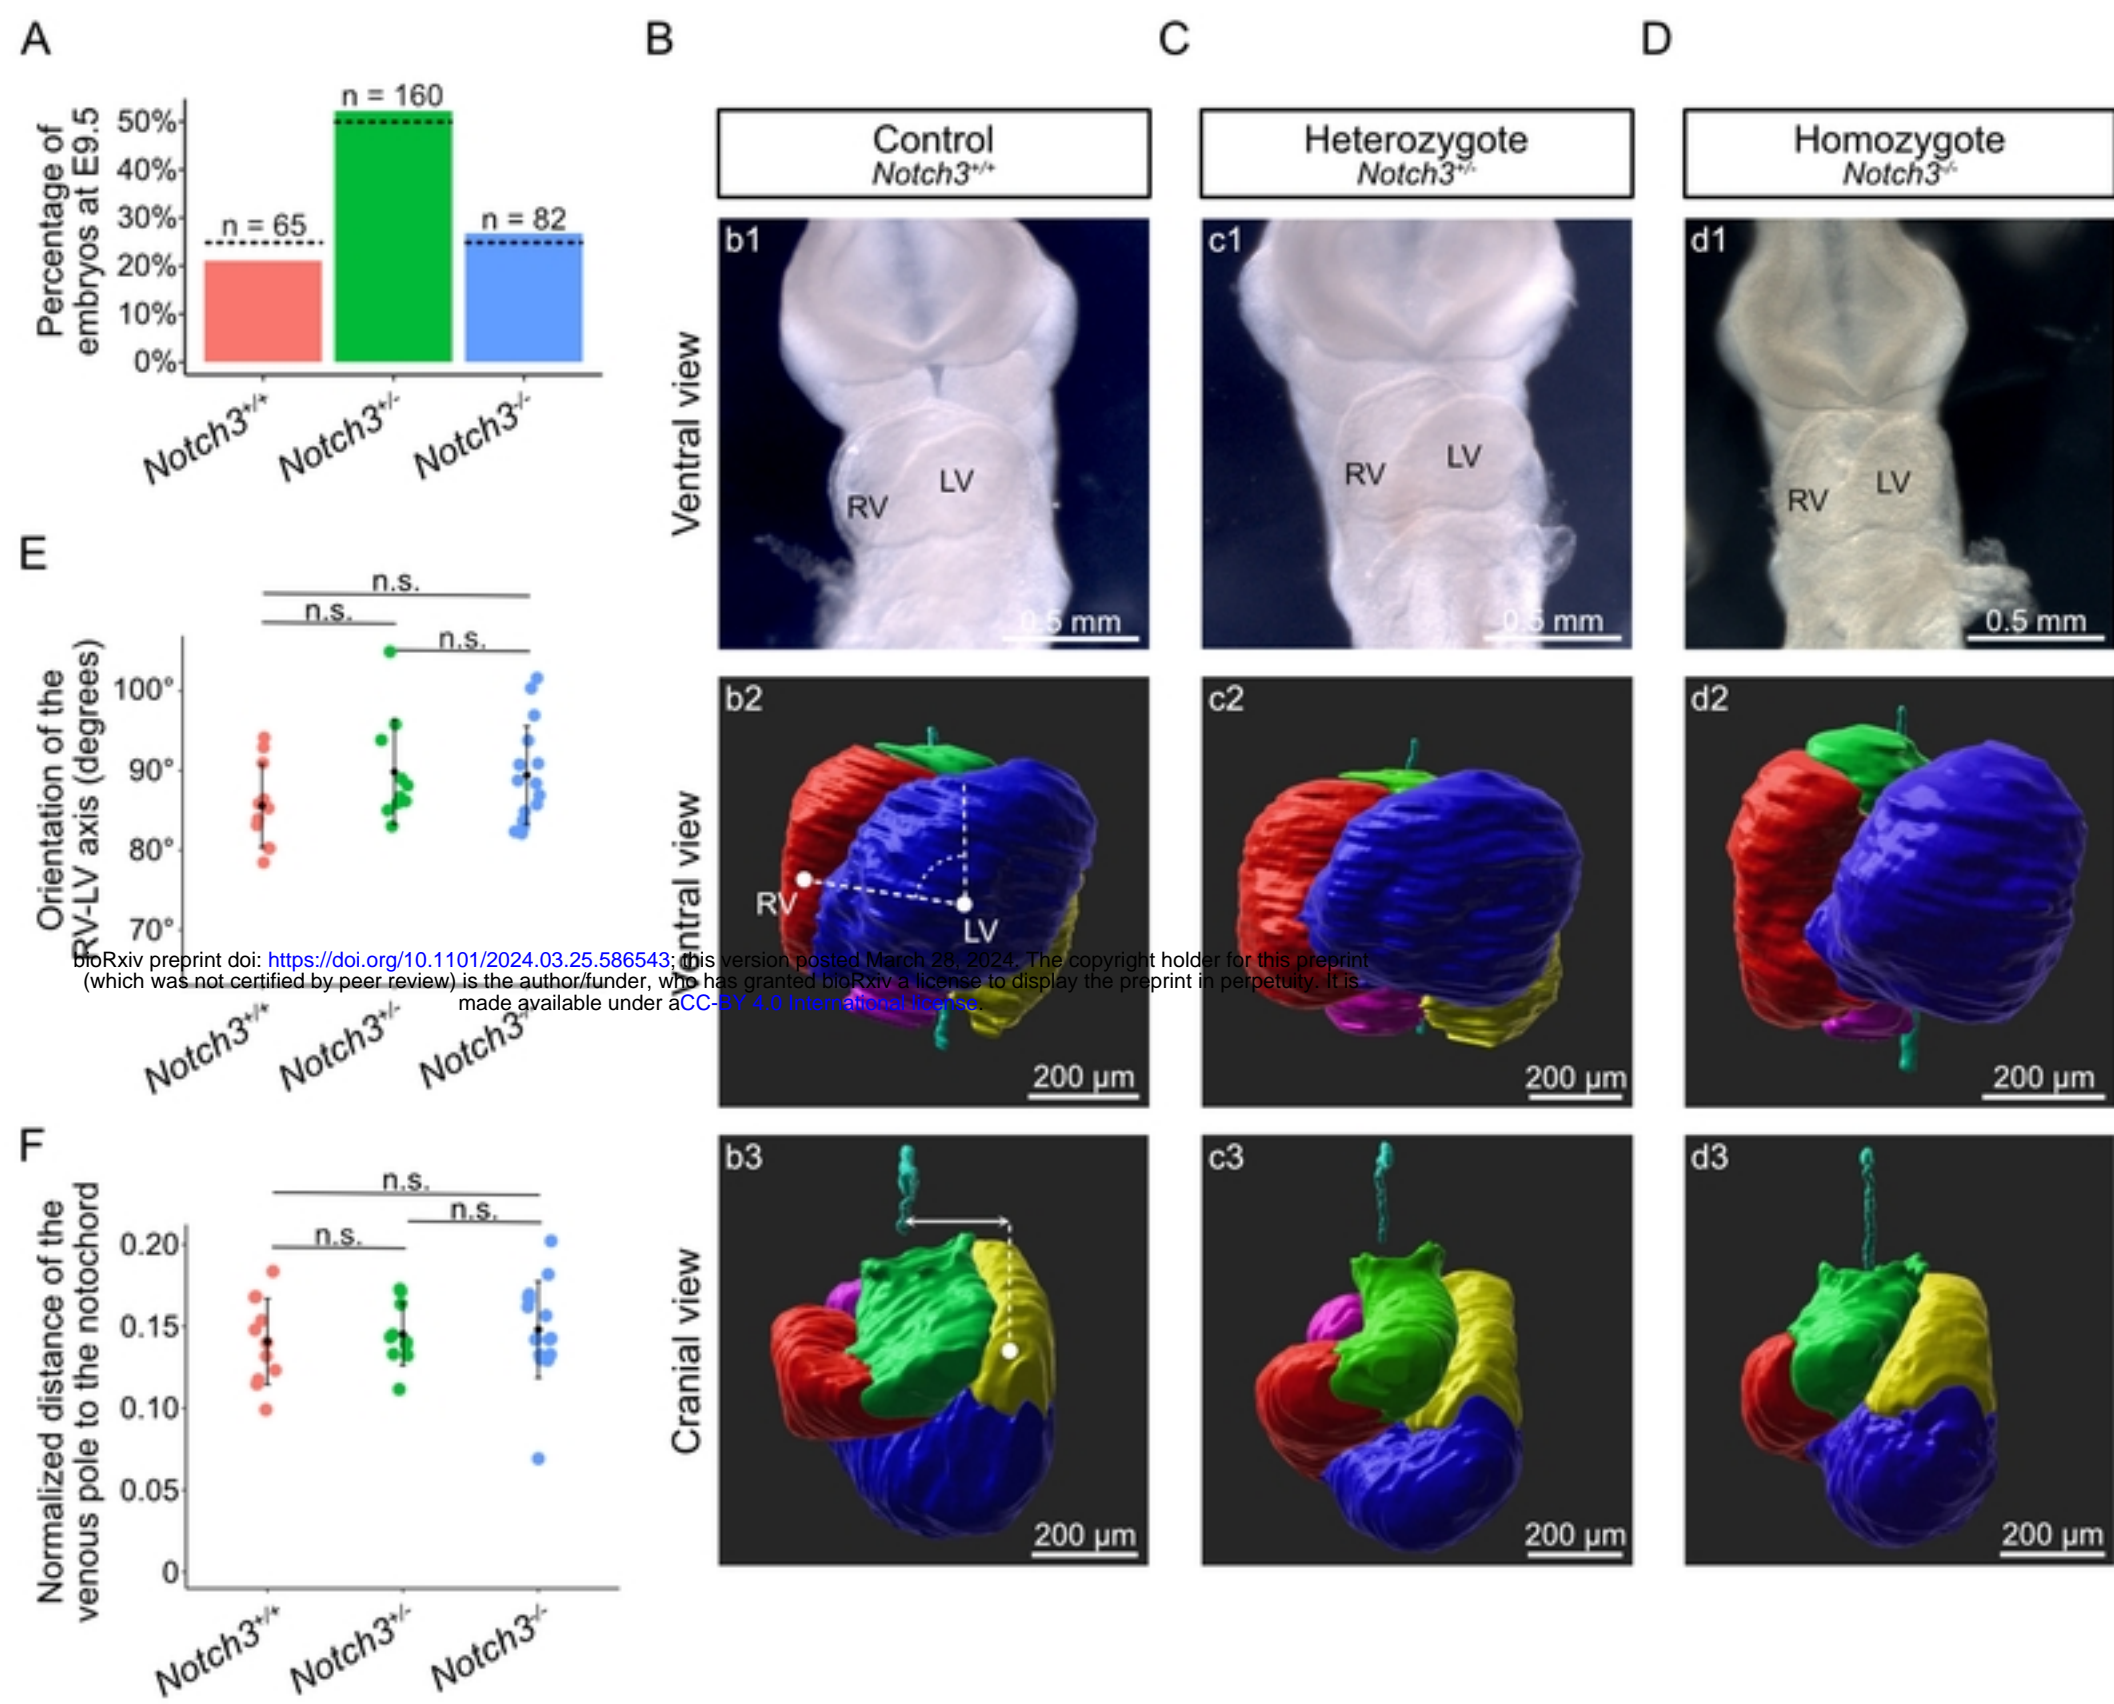 A
B
C
D
Percentage of
embryos at E9.5
50%
40%
30%
20%
10%
0%
n = 65
n = 160
n = 82
Notch3+/+
Notch3+/-
Notch3-/-
Control
Notch3+/+
Heterozygote
Notch3+/-
Homozygote
Notch3-/-
Ventral view
b1
RV
LV
0.5 mm
c1
RV
LV
0.5 mm
d1
RV
LV
0.5 mm
E
n.s.
n.s.
n.s.
Orientation of the
RV-LV axis (degrees)
100°
90°
80°
70°
Notch3+/+
Notch3+/-
Notch3-/-
Ventral view
b2
RV
LV
200 µm
c2
200 µm
d2
200 µm
bioRxiv preprint doi: https://doi.org/10.1101/2024.03.25.586543; this version posted March 28, 2024. The copyright holder for this preprint
(which was not certified by peer review) is the author/funder, who has granted bioRxiv a license to display the preprint in perpetuity. It is
made available under aCC-BY 4.0 International license.
F
n.s.
n.s.
n.s.
Normalized distance of the
venous pole to the notochord
0.20
0.15
0.10
0.05
0
Notch3+/+
Notch3+/-
Notch3-/-
Cranial view
b3
200 µm
c3
200 µm
d3
200 µm